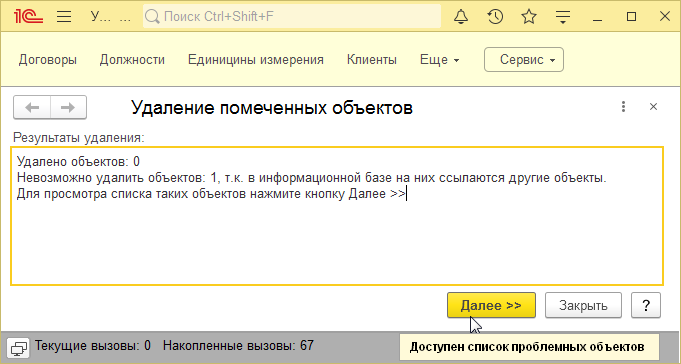 1С У... ... Поиск Ctrl+Shift+F
Договоры Должности Единицины измерения Клиенты Еще Сервис
Удаление помеченных объектов
Результаты удаления:
Удалено объектов: 0
Невозможно удалить объектов: 1, т.к. в информационной базе на них ссылаются другие объекты.
Для просмотра списка таких объектов нажмите кнопку Далее >>
Далее >> Закрыть ?
Текущие вызовы: 0 Накопленные вызовы: 67
Доступен список проблемных объектов